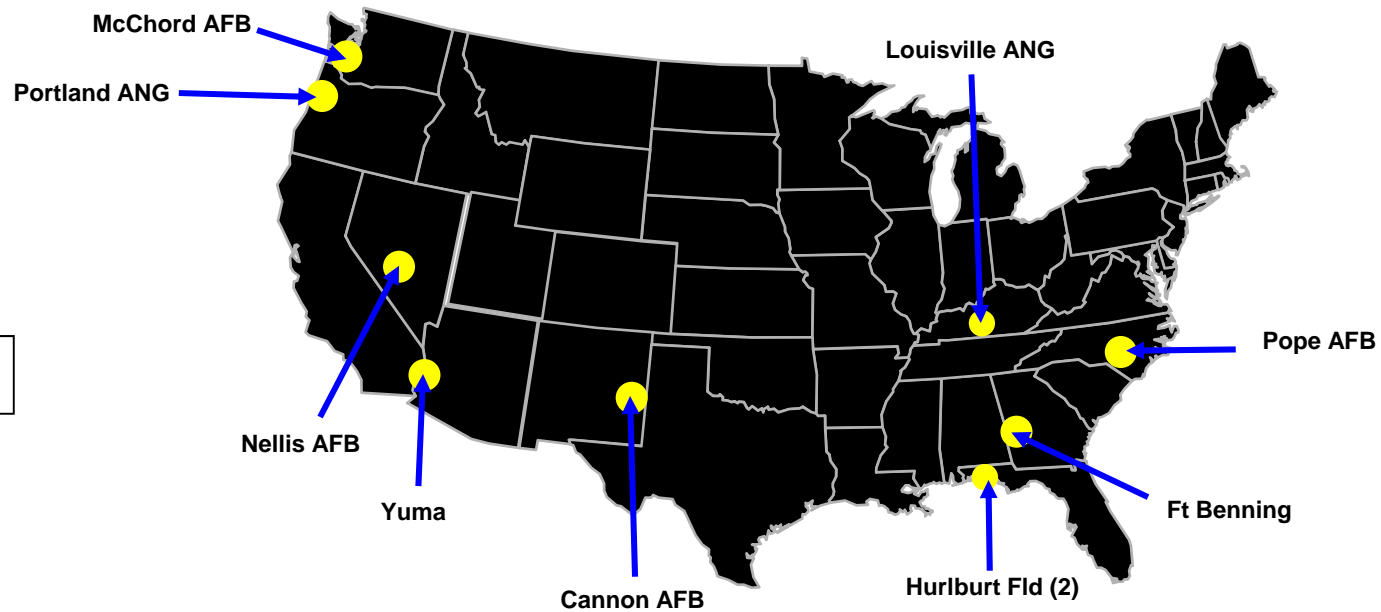 McChord AFB
Louisville ANG
Portland ANG
Pope AFB
Nellis AFB
Yuma
Ft Benning
Hurlburt Fld (2)
Cannon AFB